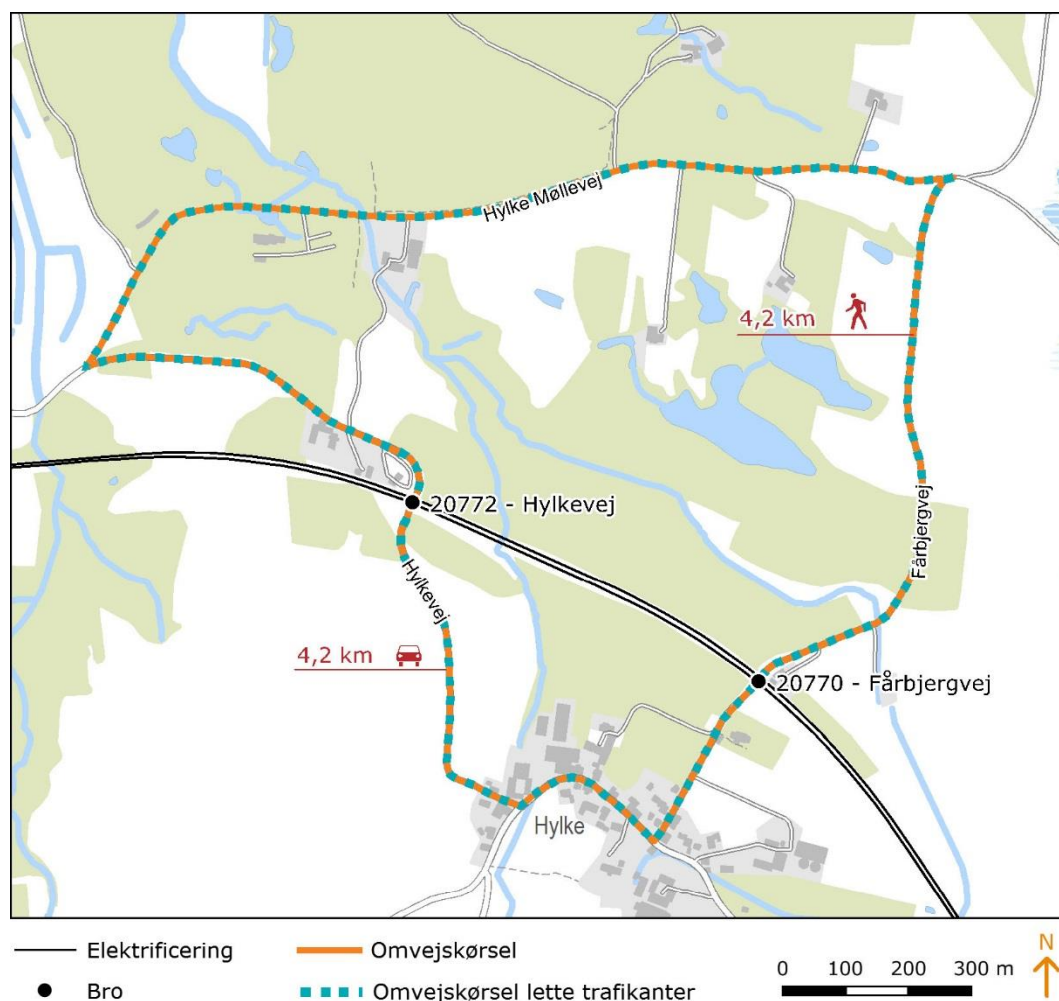 Hylke Møllevej
4,2 km
20772 - Hylkevej
Fårbjergvej
Hylkevej
4,2 km
20770 - Fårbjergvej
Hylke
Elektrificering
Omvejskørsel
N
0 100 200 300 m
Bro
Omvejskørsel lette trafikanter